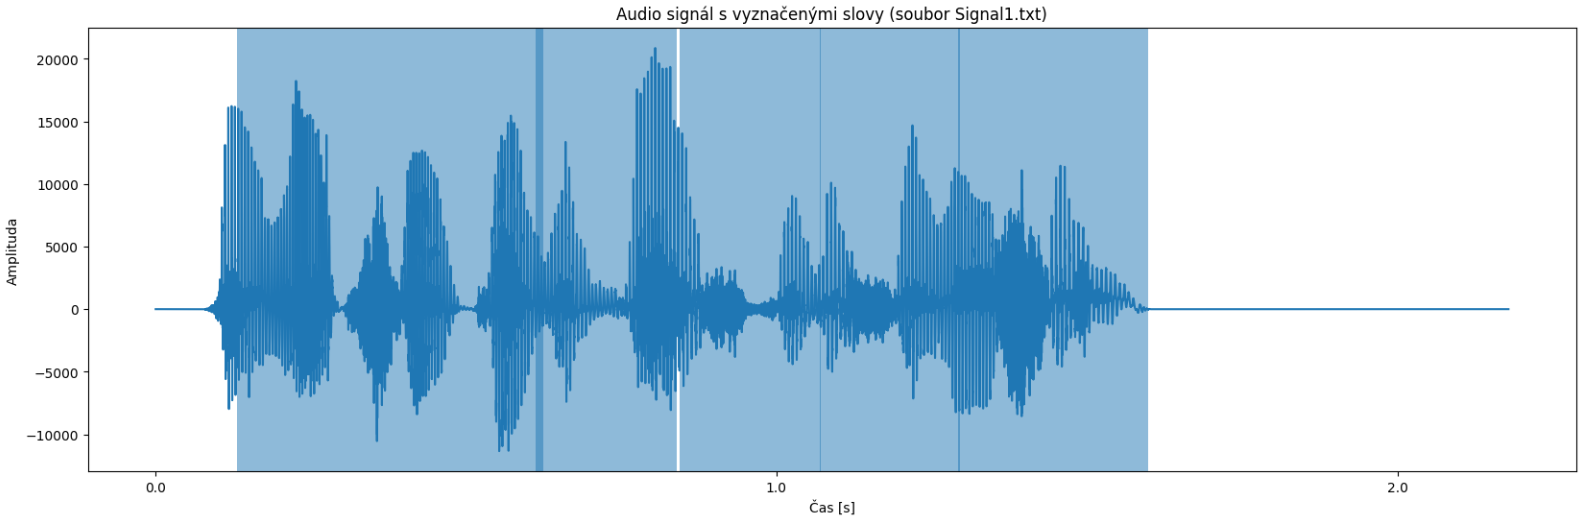 Audio signál s vyznačenými slovy (soubor Signal1.txt)
20000
15000
10000
5000
0
−5000
−10000
Amplituda
0.0 1.0 2.0
Čas [s]